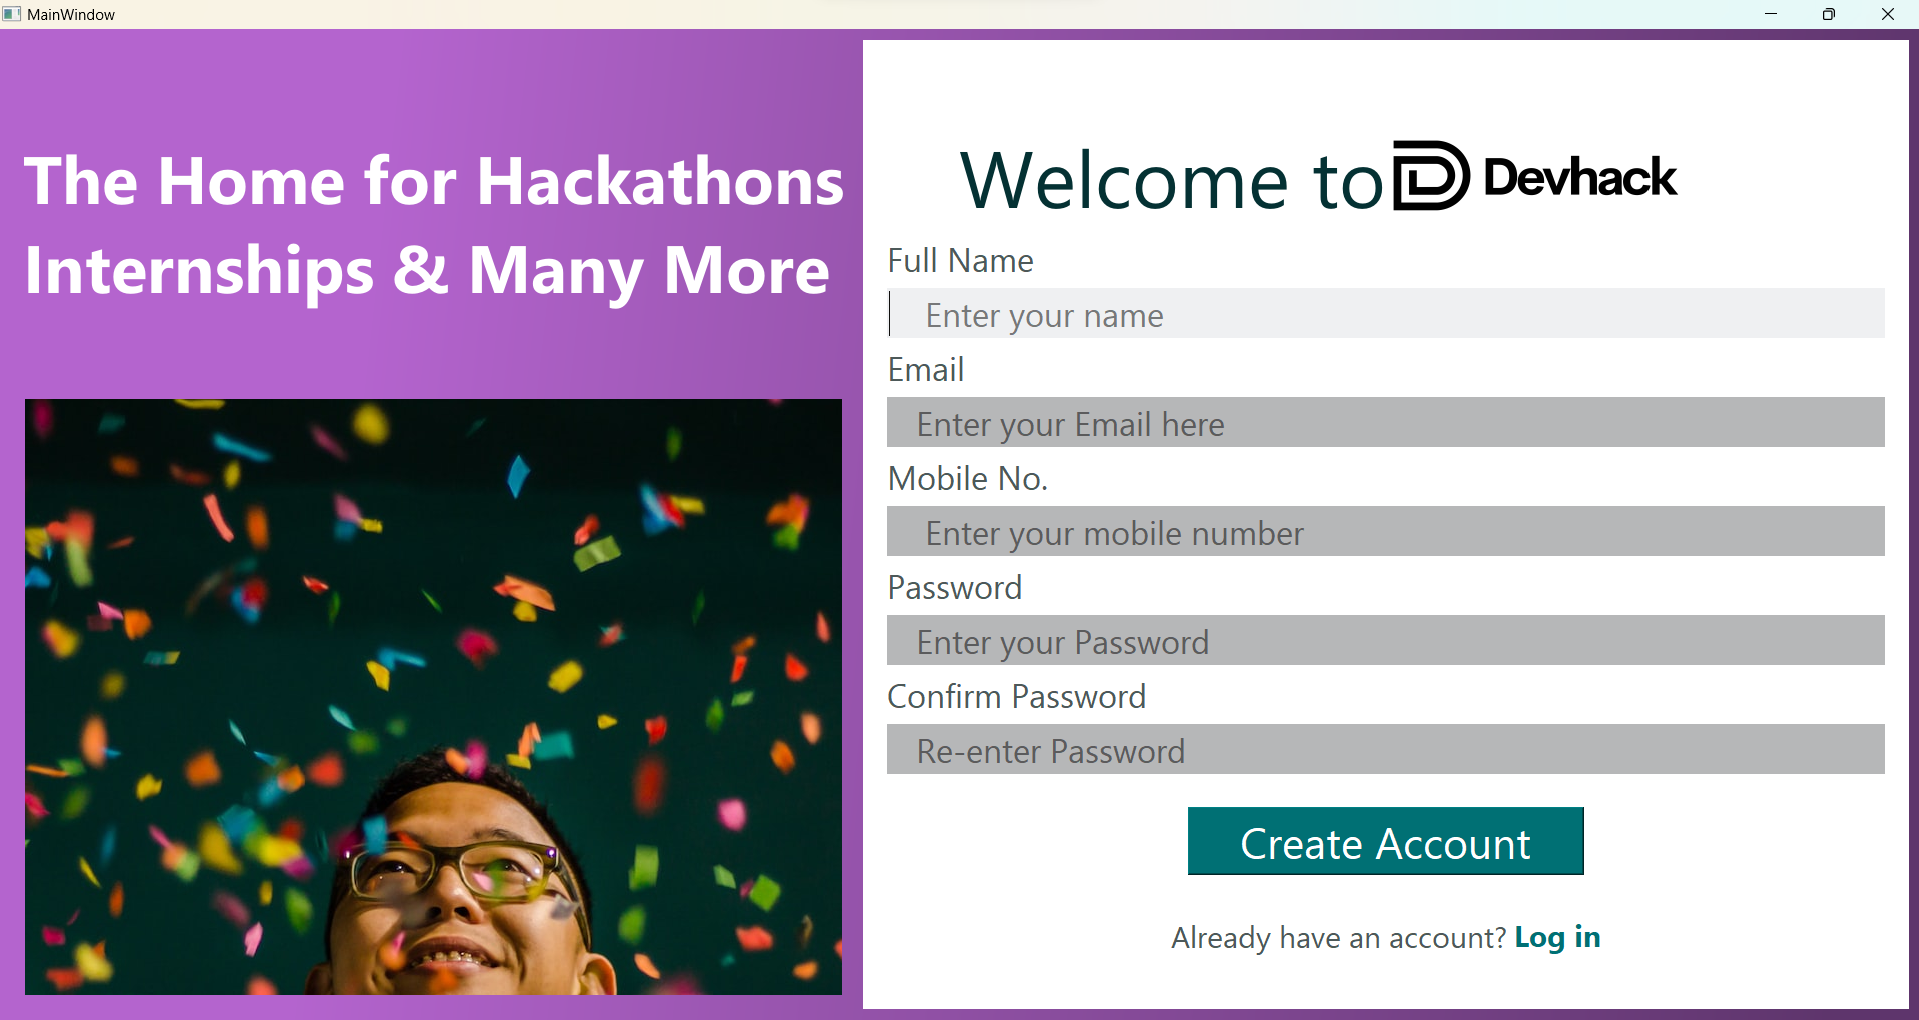 MainWindow
The Home for Hackathons
Internships & Many More
Welcome to Devhack
Full Name
Enter your name
Email
Enter your Email here
Mobile No.
Enter your mobile number
Password
Enter your Password
Confirm Password
Re-enter Password
Create Account
Already have an account? Log in